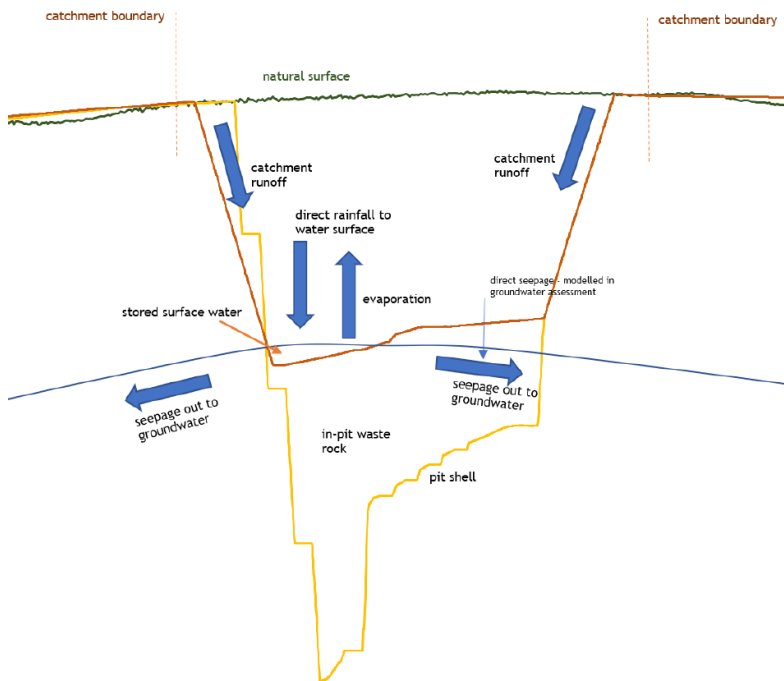 catchment boundary
catchment boundary
natural surface
catchment
runoff
catchment
runoff
direct rainfall to
water surface
direct seepage - modelled in
groundwater assessment
evaporation
stored surface water
seepage out to
groundwater
seepage out to
groundwater
in-pit waste
rock
pit shell